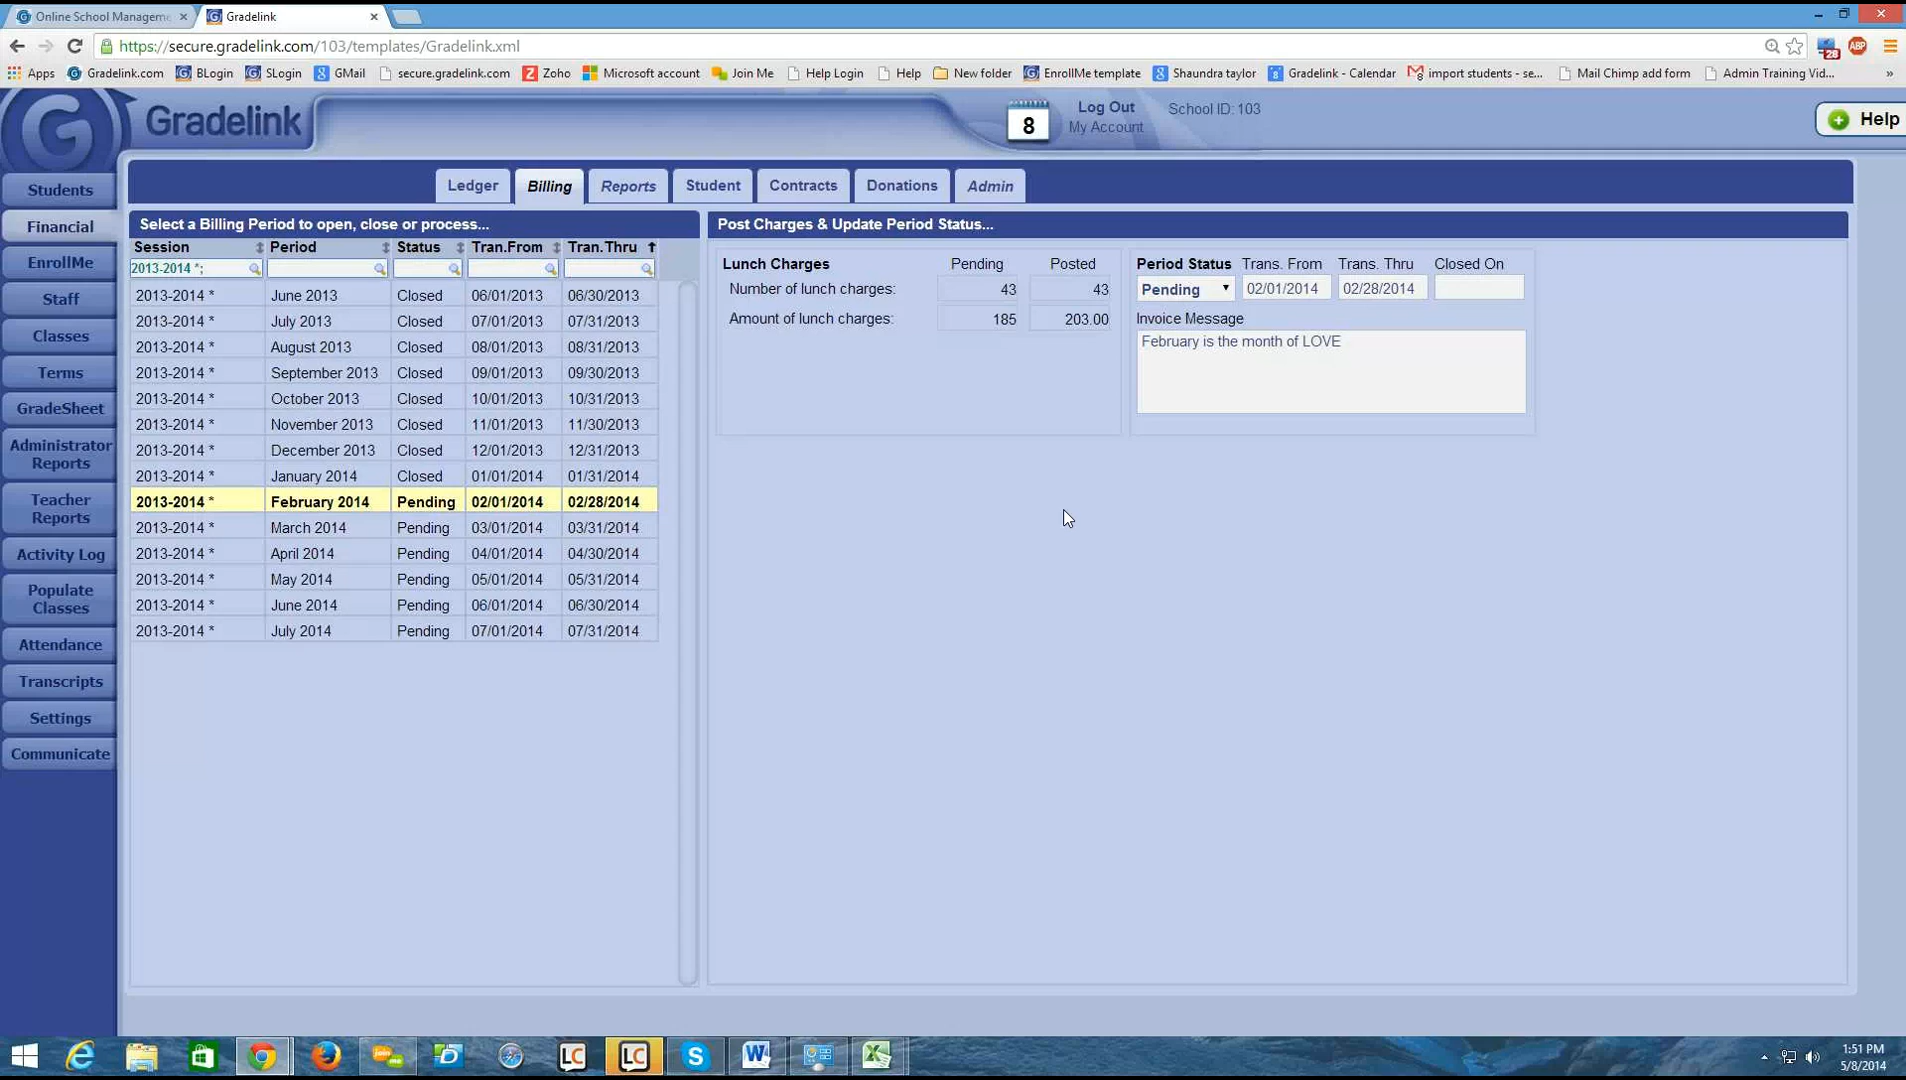 Online School Manageme
Gradelink
https://secure.gradelink.com/103/templates/Gradelink.xml
28
ABP
Apps Gradelink.com BLogin SLogin GMail secure.gradelink.com Zoho Microsoft account Join Me Help Login Help New folder EnrollMe template Shaundra taylor Gradelink - Calendar import students - se... Mail Chimp add form Admin Training Vid... »
G Gradelink
8
Log Out
My Account
School ID: 103
Help
Students
Financial
EnrollMe
Staff
Classes
Terms
GradeSheet
Administrator
Reports
Teacher
Reports
Activity Log
Populate
Classes
Attendance
Transcripts
Settings
Communicate
Ledger Billing Reports Student Contracts Donations Admin
Select a Billing Period to open, close or process...
Session Period Status Tran.From Tran.Thru
2013-2014 *;
2013-2014 * June 2013 Closed 06/01/2013 06/30/2013
2013-2014 * July 2013 Closed 07/01/2013 07/31/2013
2013-2014 * August 2013 Closed 08/01/2013 08/31/2013
2013-2014 * September 2013 Closed 09/01/2013 09/30/2013
2013-2014 * October 2013 Closed 10/01/2013 10/31/2013
2013-2014 * November 2013 Closed 11/01/2013 11/30/2013
2013-2014 * December 2013 Closed 12/01/2013 12/31/2013
2013-2014 * January 2014 Closed 01/01/2014 01/31/2014
2013-2014 * February 2014 Pending 02/01/2014 02/28/2014
2013-2014 * March 2014 Pending 03/01/2014 03/31/2014
2013-2014 * April 2014 Pending 04/01/2014 04/30/2014
2013-2014 * May 2014 Pending 05/01/2014 05/31/2014
2013-2014 * June 2014 Pending 06/01/2014 06/30/2014
2013-2014 * July 2014 Pending 07/01/2014 07/31/2014
Post Charges & Update Period Status...
Lunch Charges Pending Posted
Number of lunch charges: 43 43
Amount of lunch charges: 185 203.00
Period Status Trans. From Trans. Thru Closed On
Pending 02/01/2014 02/28/2014
Invoice Message
February is the month of LOVE
LC
LC
1:51 PM
5/8/2014